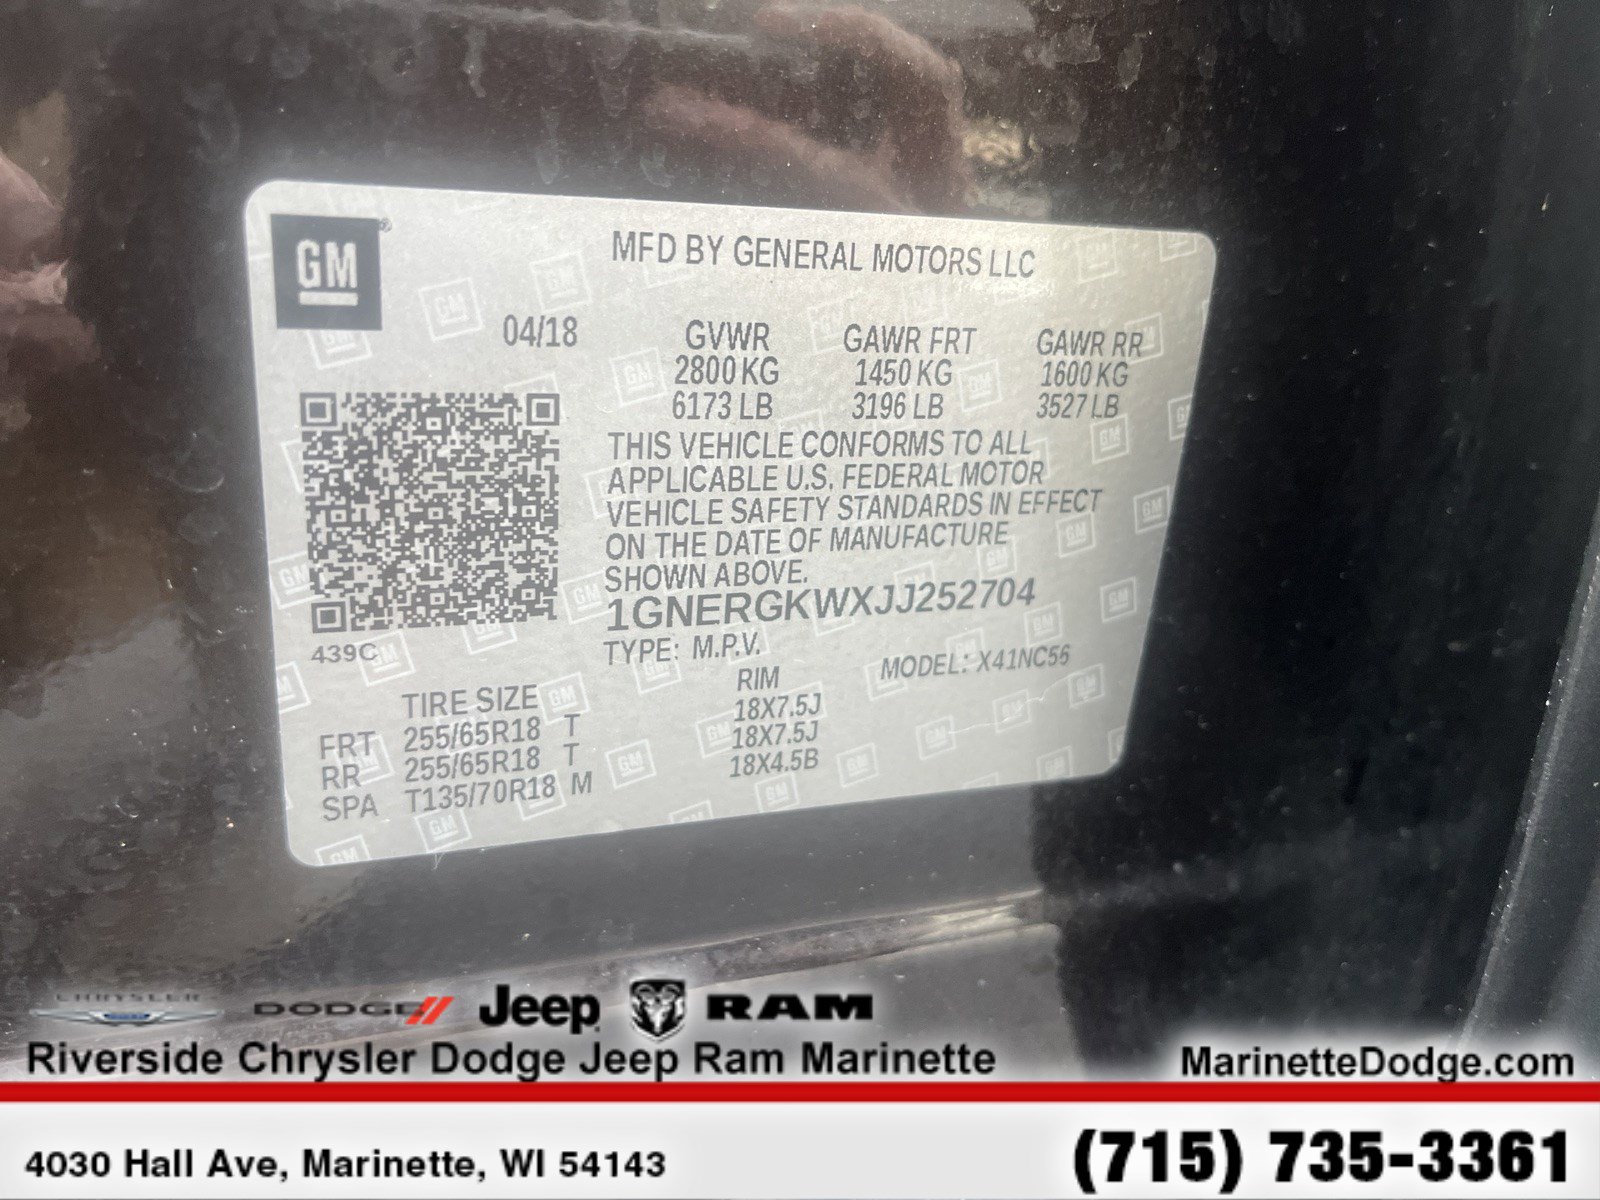 GM
MFD BY GENERAL MOTORS LLC
04/18
GVWR GAWR FRT GAWR RR
2800 KG 1450 KG 1600 KG
6173 LB 3196 LB 3527 LB
THIS VEHICLE CONFORMS TO ALL
APPLICABLE U.S. FEDERAL MOTOR
VEHICLE SAFETY STANDARDS IN EFFECT
ON THE DATE OF MANUFACTURE
SHOWN ABOVE.
1GNERGKWXJJ252704
439C
TYPE: M.P.V. MODEL: X41NC56
TIRE SIZE RIM
FRT 255/65R18 T 18X7.5J
RR 255/65R18 T 18X7.5J
SPA T135/70R18 M 18X4.5B
CHRYSLER DODGE Jeep RAM
Riverside Chrysler Dodge Jeep Ram Marinette
MarinetteDodge.com
4030 Hall Ave, Marinette, WI 54143
(715) 735-3361